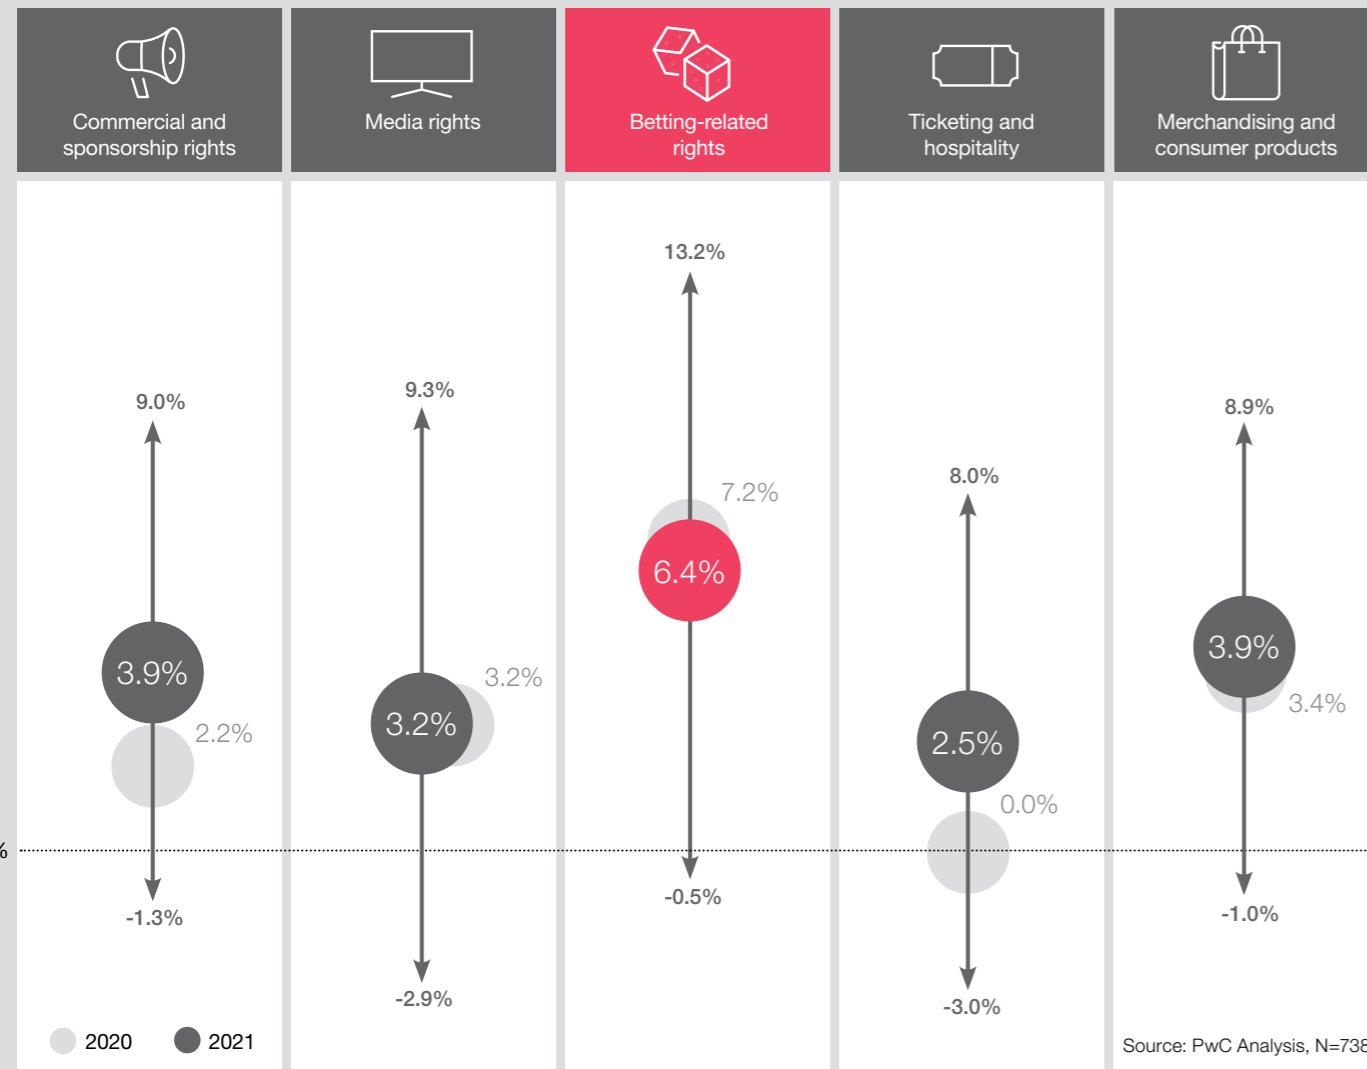 Commercial and
sponsorship rights
Media rights
Betting-related
rights
Ticketing and
hospitality
Merchandising and
consumer products
9.0%
3.9%
2.2%
-1.3%
9.3%
3.2%
3.2%
-2.9%
13.2%
7.2%
6.4%
-0.5%
8.0%
2.5%
0.0%
-3.0%
8.9%
3.9%
3.4%
-1.0%
%
2020
2021
Source: PwC Analysis, N=738